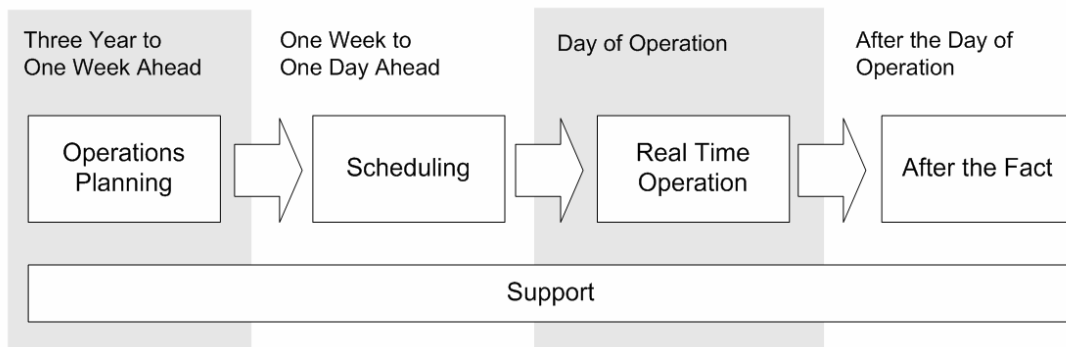 Three Year to
One Week Ahead
One Week to
One Day Ahead
Day of Operation
After the Day of
Operation
Operations
Planning
Scheduling
Real Time
Operation
After the Fact
Support